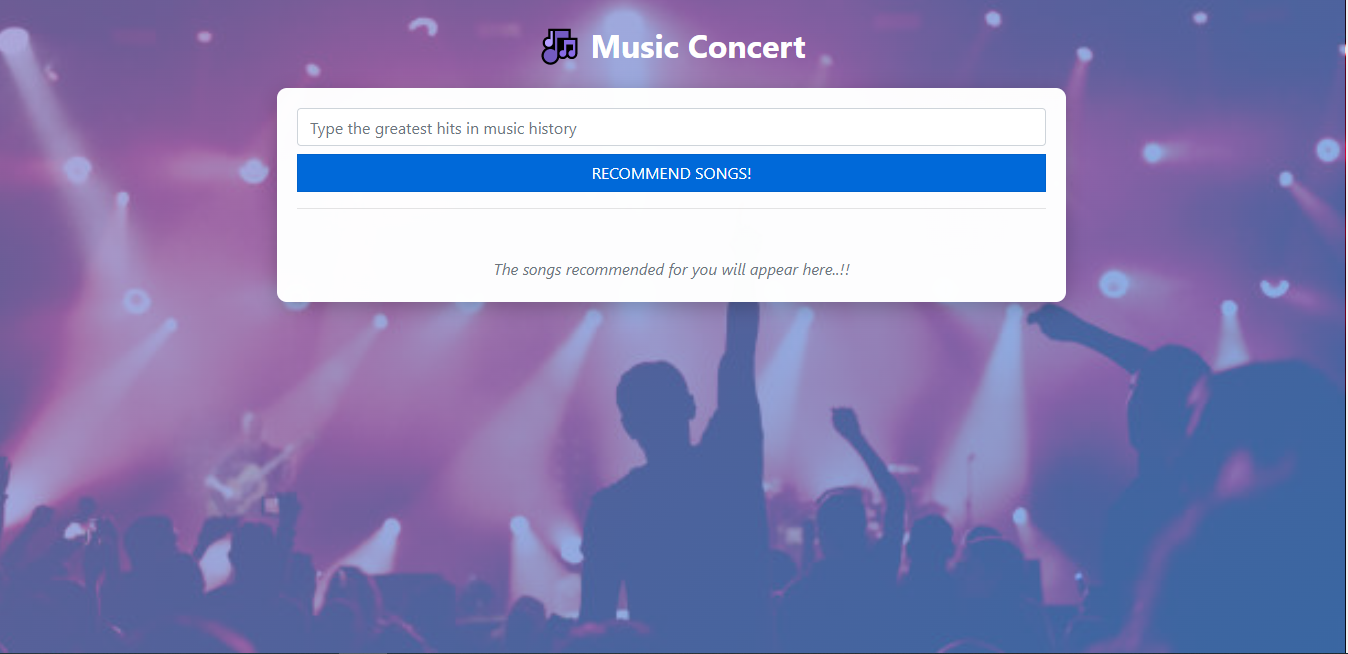 Music Concert
Type the greatest hits in music history
RECOMMEND SONGS!
The songs recommended for you will appear here..!!